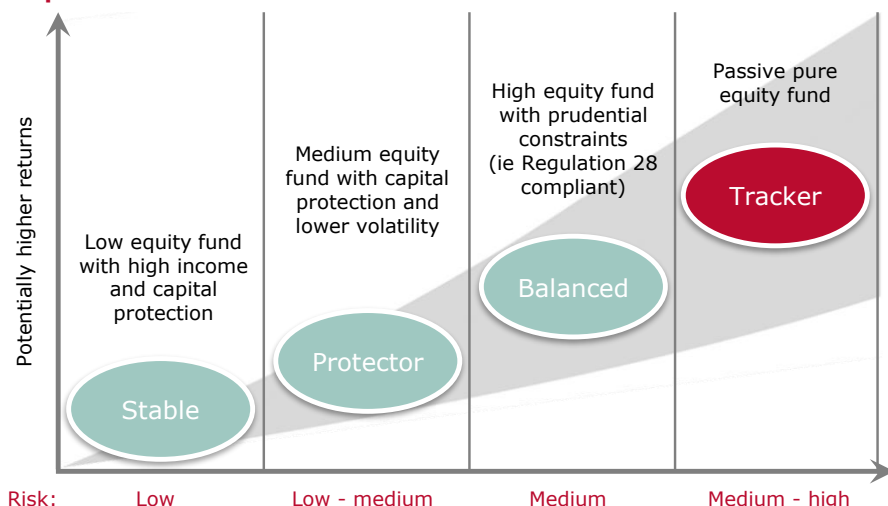 Potentially higher returns
Low equity fund
with high income
and capital
protection
Stable
Medium equity
fund with capital
protection and
lower volatility
Protector
High equity fund
with prudential
constraints
(ie Regulation 28
compliant)
Balanced
Passive pure
equity fund
Tracker
Risk: Low Low - medium Medium Medium - high